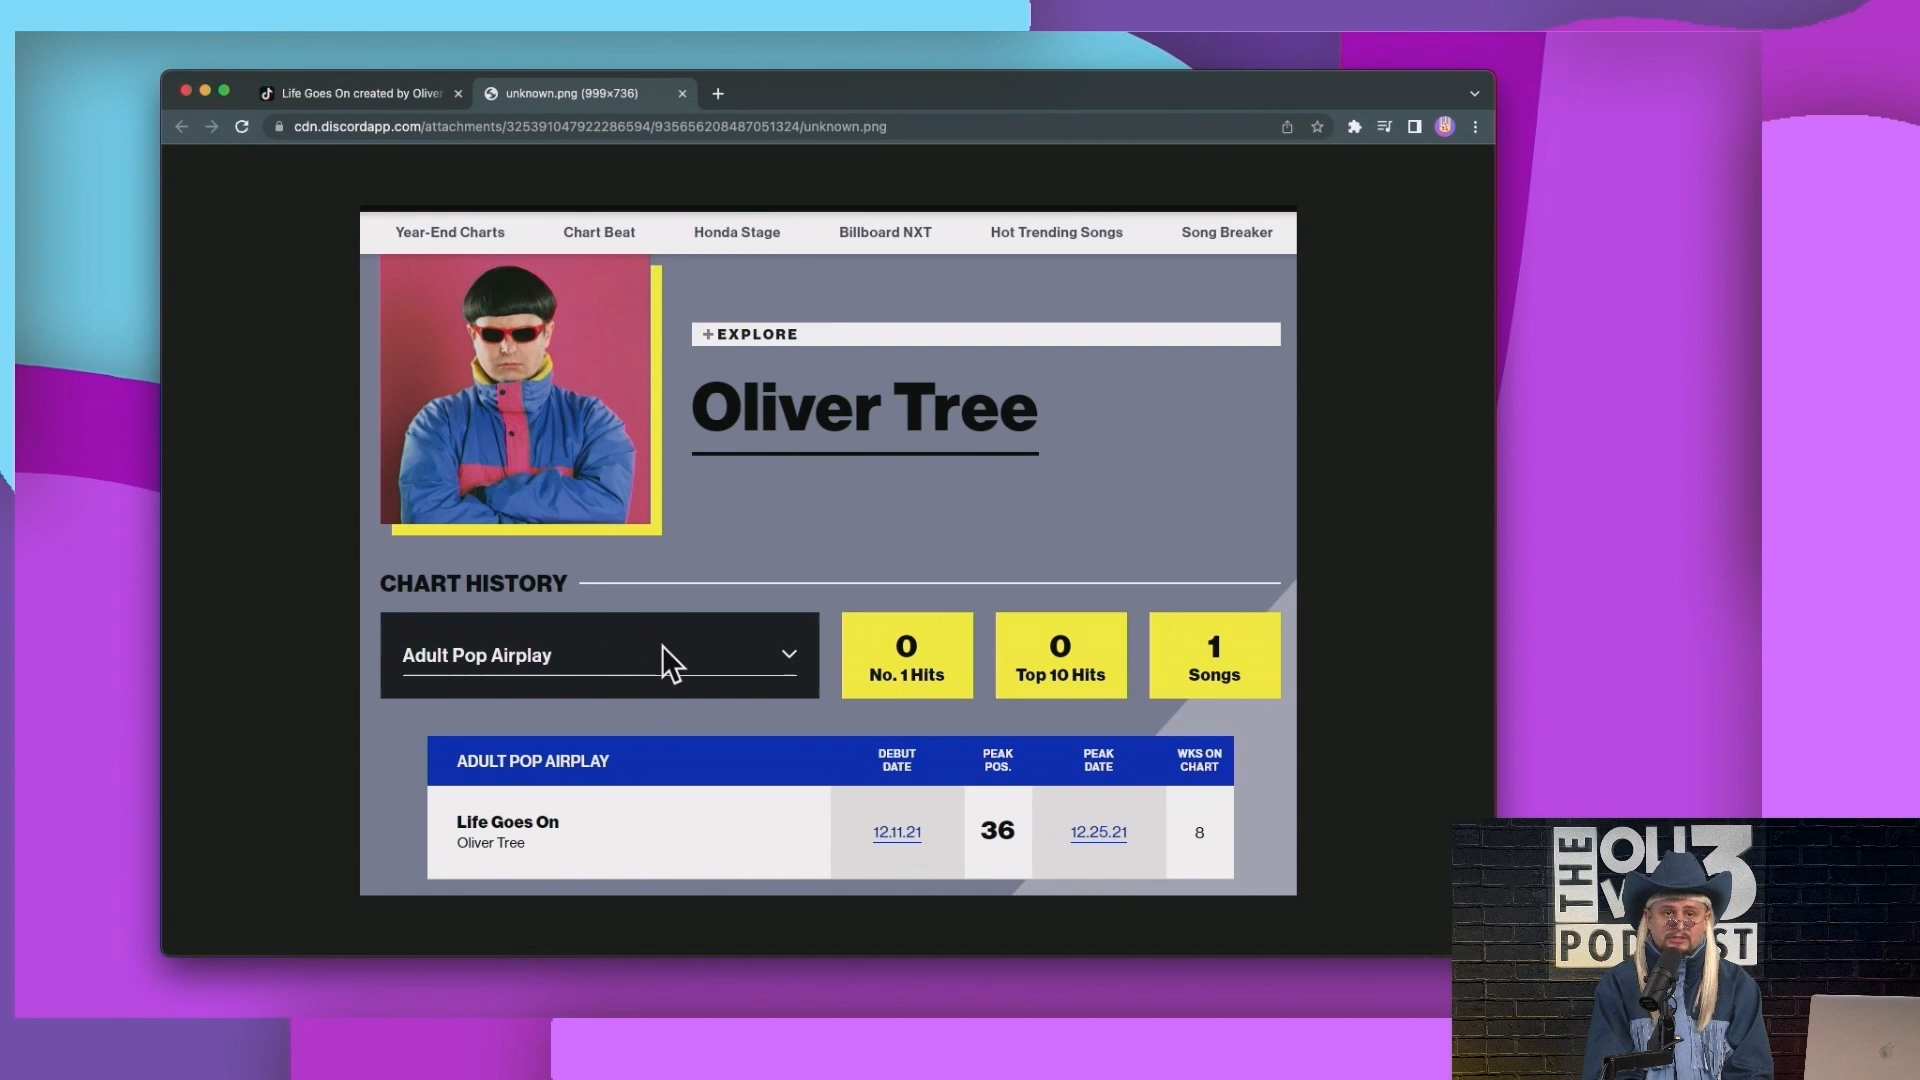 Life Goes On created by Oliver
unknown.png (999×736)
cdn.discordapp.com/attachments/325391047922286594/935656208487051324/unknown.png
Year-End Charts
Chart Beat
Honda Stage
Billboard NXT
Hot Trending Songs
Song Breaker
+EXPLORE
Oliver Tree
CHART HISTORY
Adult Pop Airplay
0
No. 1 Hits
0
Top 10 Hits
1
Songs
ADULT POP AIRPLAY
DEBUT
DATE
PEAK
POS.
PEAK
DATE
WKS ON
CHART
Life Goes On
Oliver Tree
12.11.21
36
12.25.21
8
THE
3